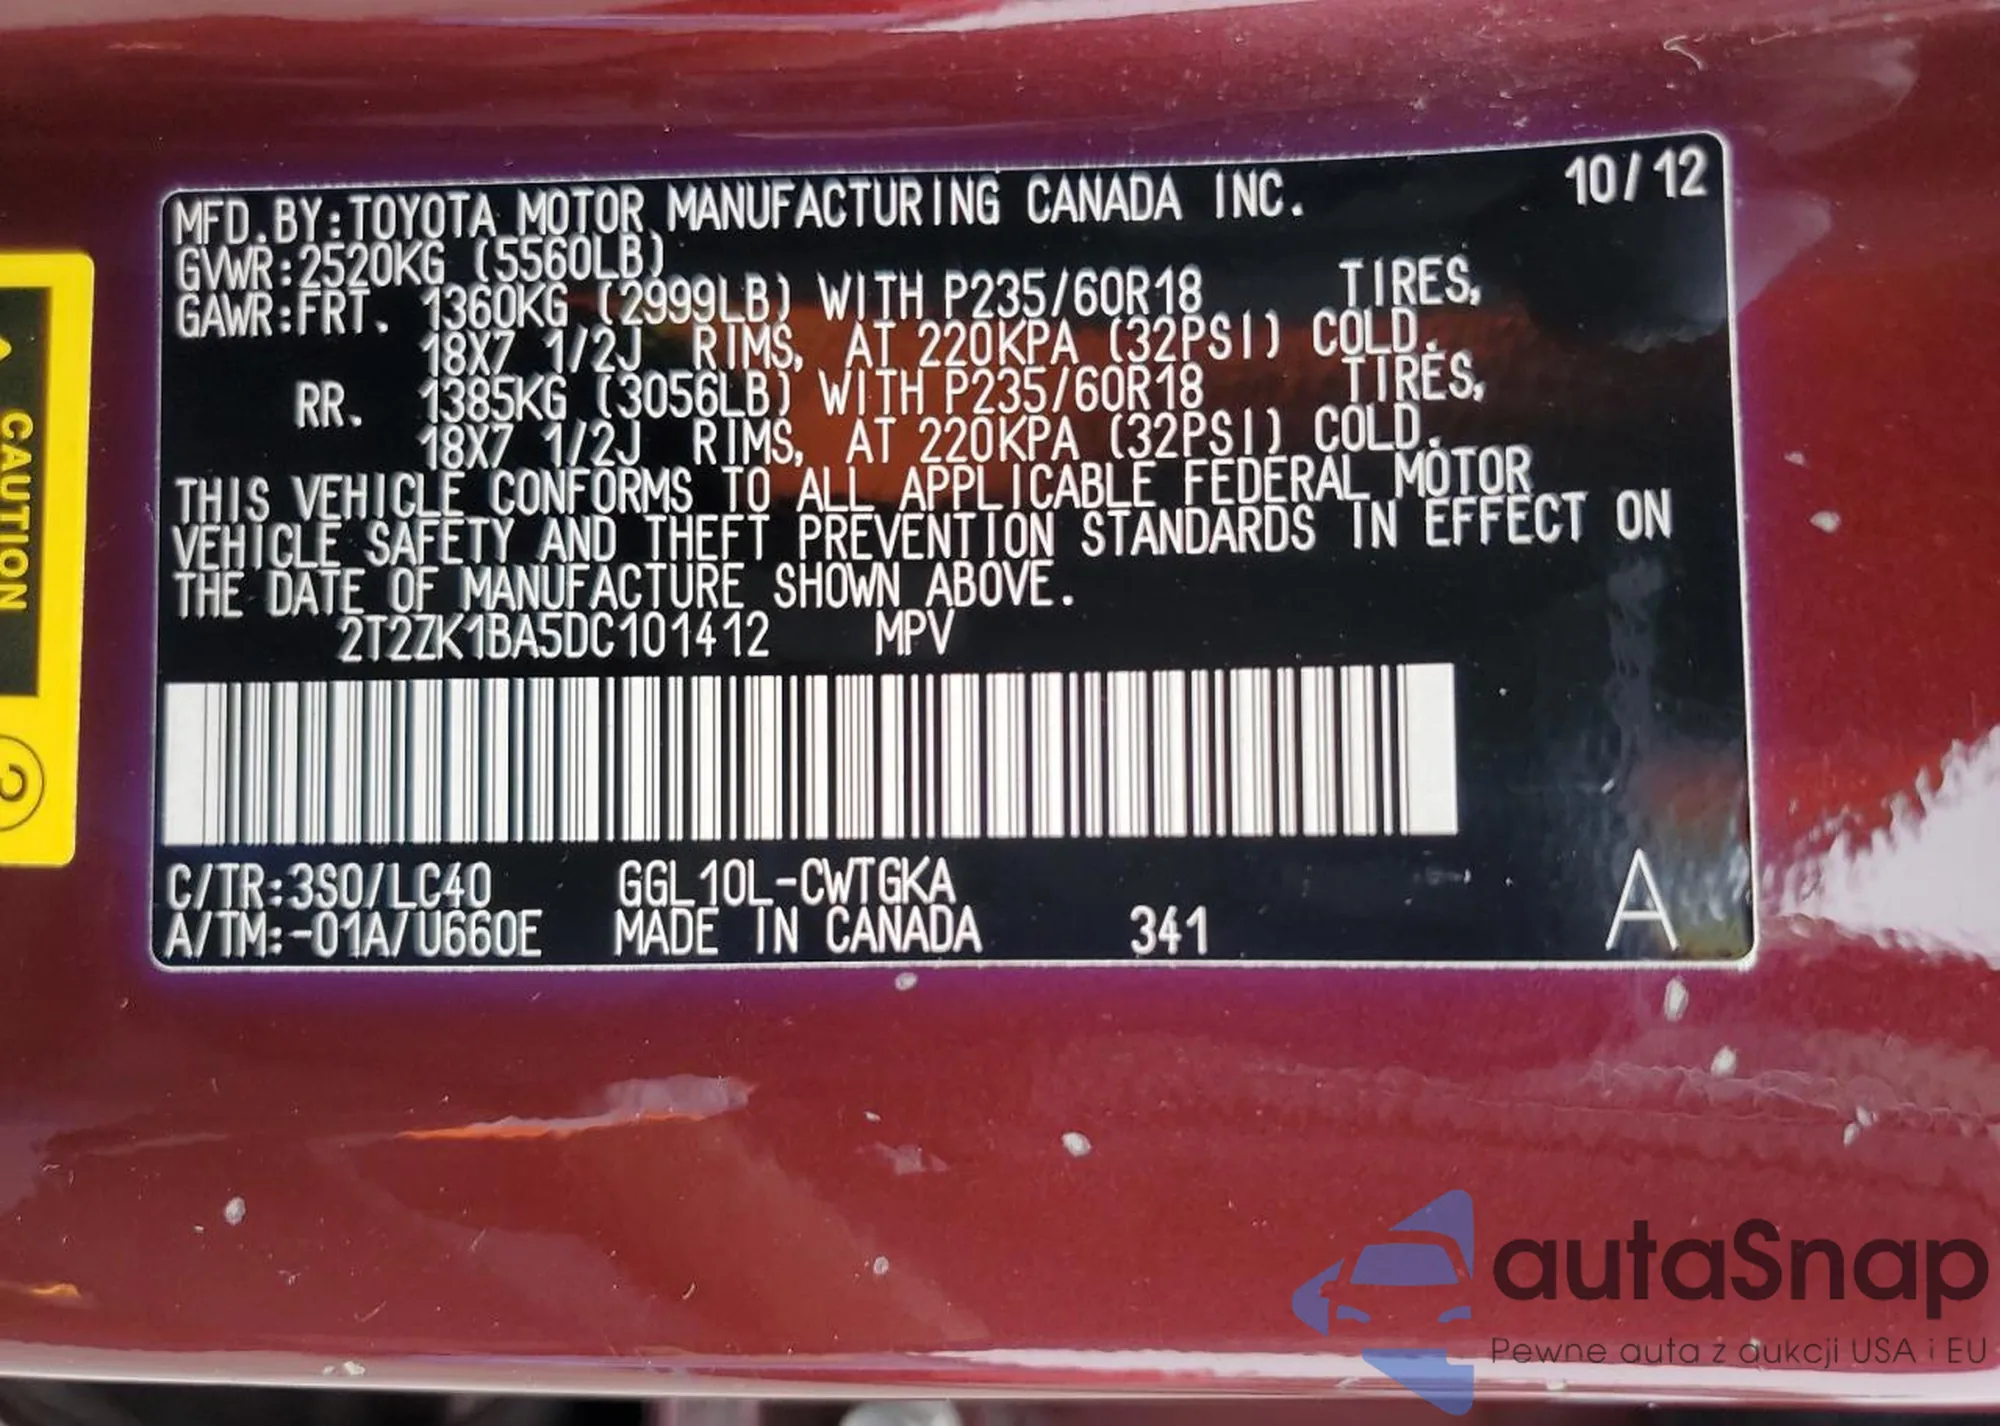 MFD.BY:TOYOTA MOTOR MANUFACTURING CANADA INC. 10/12
GVWR:2520KG (5560LB)
GAWR:FRT. 1360KG (2999LB) WITH P235/60R18 TIRES,
18X7 1/2J RIMS, AT 220KPA (32PSI) COLD.
RR. 1385KG (3056LB) WITH P235/60R18 TIRES,
18X7 1/2J RIMS, AT 220KPA (32PSI) COLD.
THIS VEHICLE CONFORMS TO ALL APPLICABLE FEDERAL MOTOR
VEHICLE SAFETY AND THEFT PREVENTION STANDARDS IN EFFECT ON
THE DATE OF MANUFACTURE SHOWN ABOVE.
2T2ZK1BA5DC101412 MPV
C/TR:3S0/LC40 GGL10L-CWTGKA
A/TM:-01A/U660E MADE IN CANADA 341 A
CAUTION
autaSnap
Pewne auta z aukcji USA i EU